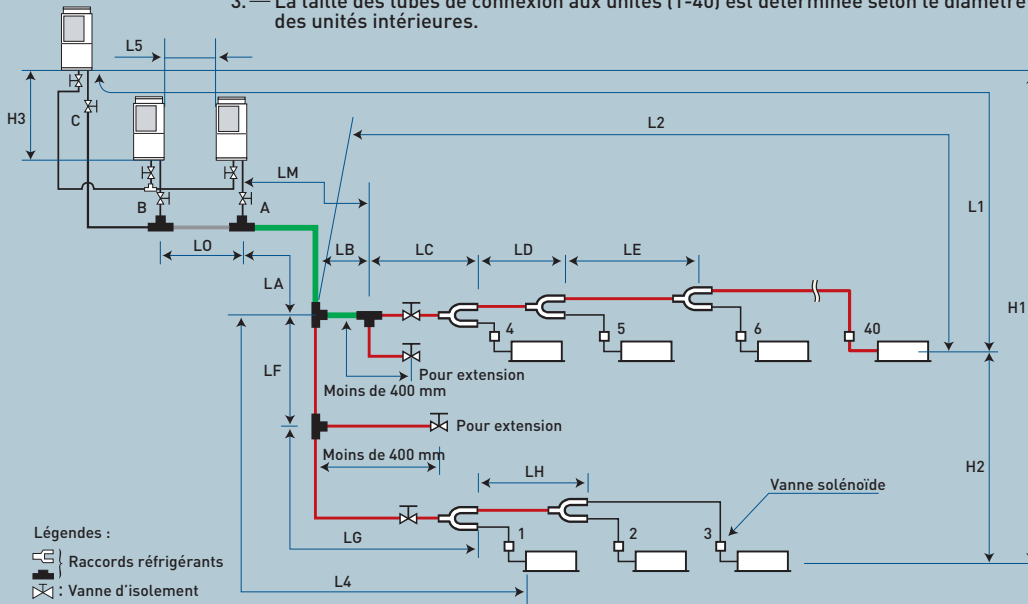 3. — La taille des tubes de connexion aux unités (1-40) est déterminée selon le diamètre
des unités intérieures.
L5
H3
C
L2
LM
L1
B
A
LO
LB
LC
LD
LE
LA
H1
4
5
6
40
LF
Pour extension
Moins de 400 mm
Pour extension
Moins de 400 mm
LH
H2
Vanne solénoïde
1
2
3
LG
Légendes :
Raccords réfrigérants
L4
: Vanne d'isolement